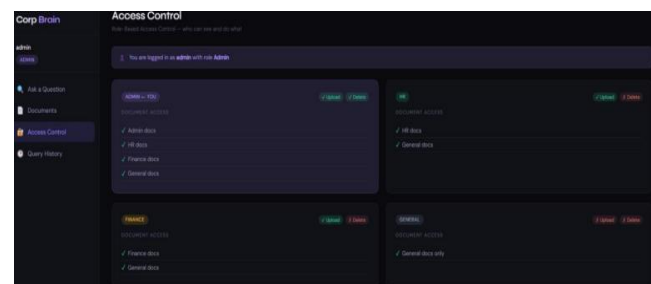 Corp Brain
admin
ADMIN
Ask a Question
Documents
Access Control
Query History
Access Control
Role-Based Access Control — who can see and do what
You are logged in as admin with role Admin
ADMIN — YOU
✓ Upload ✓ Delete
DOCUMENT ACCESS
✓ Admin docs
✓ HR docs
✓ Finance docs
✓ General docs
HR
✓ Upload ✗ Delete
DOCUMENT ACCESS
✓ HR docs
✓ General docs
FINANCE
✓ Upload ✗ Delete
DOCUMENT ACCESS
✓ Finance docs
✓ General docs
GENERAL
Upload ✗ Delete
DOCUMENT ACCESS
✓ General docs only